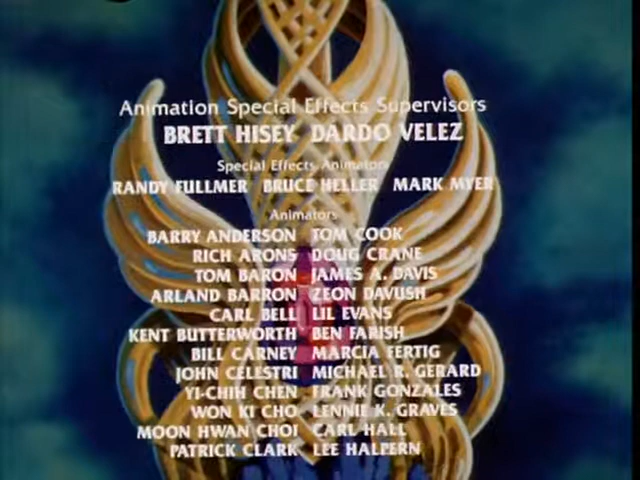 Animation Special Effects Supervisors
BRETT HISEY DARDO VELEZ
Special Effects Animators
RANDY FULLMER BRUCE HELLER MARK MYER
Animators
BARRY ANDERSON TOM COOK
RICH ARONS DOUG CRANE
TOM BARON JAMES A. DAVIS
ARLAND BARRON ZEON DAVUSH
CARL BELL LIL EVANS
KENT BUTTERWORTH BEN FARISH
BILL CARNEY MARCIA FERTIG
JOHN CELESTRI MICHAEL R. GERARD
YI-CHIH CHEN FRANK GONZALES
WON KI CHO LENNIE K. GRAVES
MOON HWAN CHOI CARL HALL
PATRICK CLARK LEE HALPERN